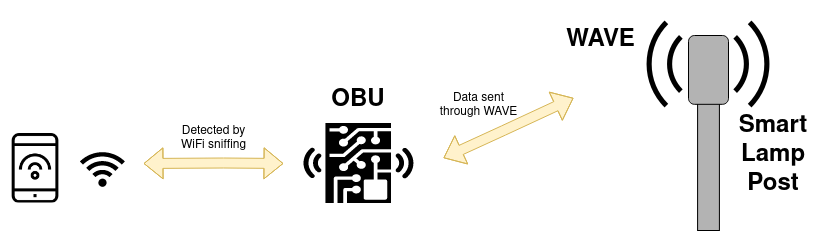 Detected by
WiFi sniffing
OBU
Data sent
through WAVE
WAVE
Smart
Lamp
Post